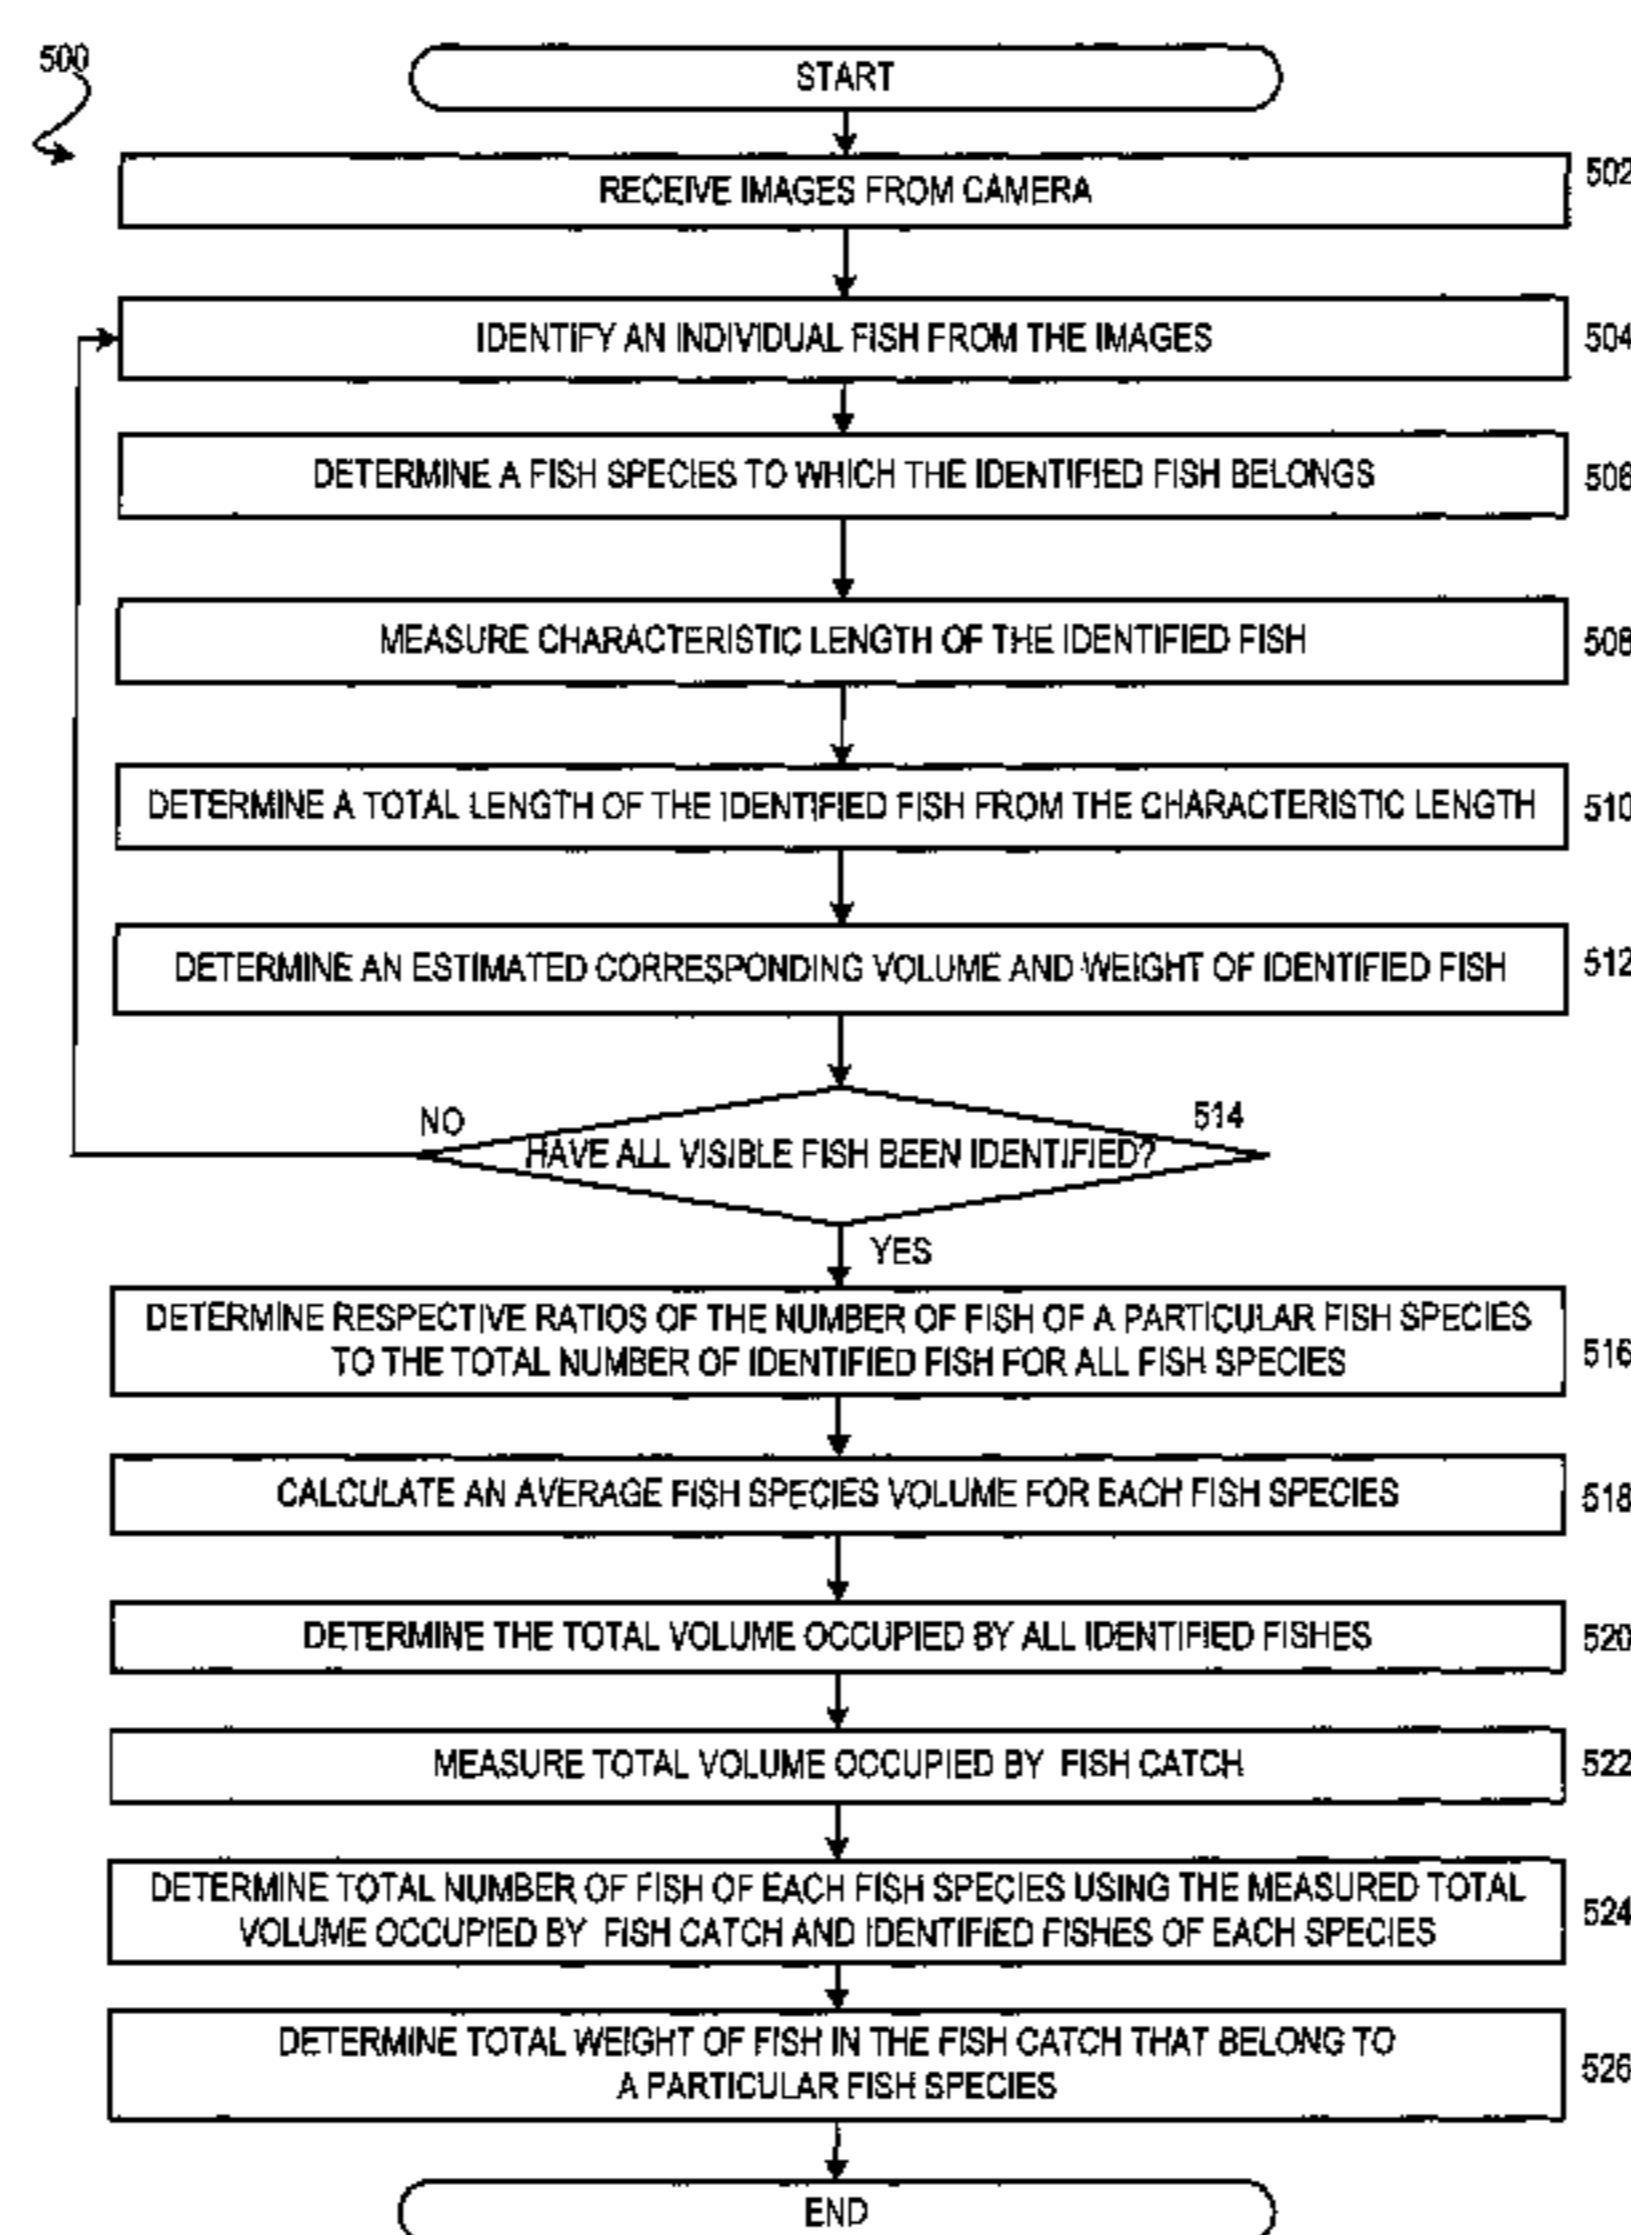 500
START
RECEIVE IMAGES FROM CAMERA
502
IDENTIFY AN INDIVIDUAL FISH FROM THE IMAGES
504
DETERMINE A FISH SPECIES TO WHICH THE IDENTIFIED FISH BELONGS
506
MEASURE CHARACTERISTIC LENGTH OF THE IDENTIFIED FISH
508
DETERMINE A TOTAL LENGTH OF THE IDENTIFIED FISH FROM THE CHARACTERISTIC LENGTH
510
DETERMINE AN ESTIMATED CORRESPONDING VOLUME AND WEIGHT OF IDENTIFIED FISH
512
NO
514
HAVE ALL VISIBLE FISH BEEN IDENTIFIED?
YES
DETERMINE RESPECTIVE RATIOS OF THE NUMBER OF FISH OF A PARTICULAR FISH SPECIES
TO THE TOTAL NUMBER OF IDENTIFIED FISH FOR ALL FISH SPECIES
516
CALCULATE AN AVERAGE FISH SPECIES VOLUME FOR EACH FISH SPECIES
518
DETERMINE THE TOTAL VOLUME OCCUPIED BY ALL IDENTIFIED FISHES
520
MEASURE TOTAL VOLUME OCCUPIED BY FISH CATCH
522
DETERMINE TOTAL NUMBER OF FISH OF EACH FISH SPECIES USING THE MEASURED TOTAL
VOLUME OCCUPIED BY FISH CATCH AND IDENTIFIED FISHES OF EACH SPECIES
524
DETERMINE TOTAL WEIGHT OF FISH IN THE FISH CATCH THAT BELONG TO
A PARTICULAR FISH SPECIES
526
END